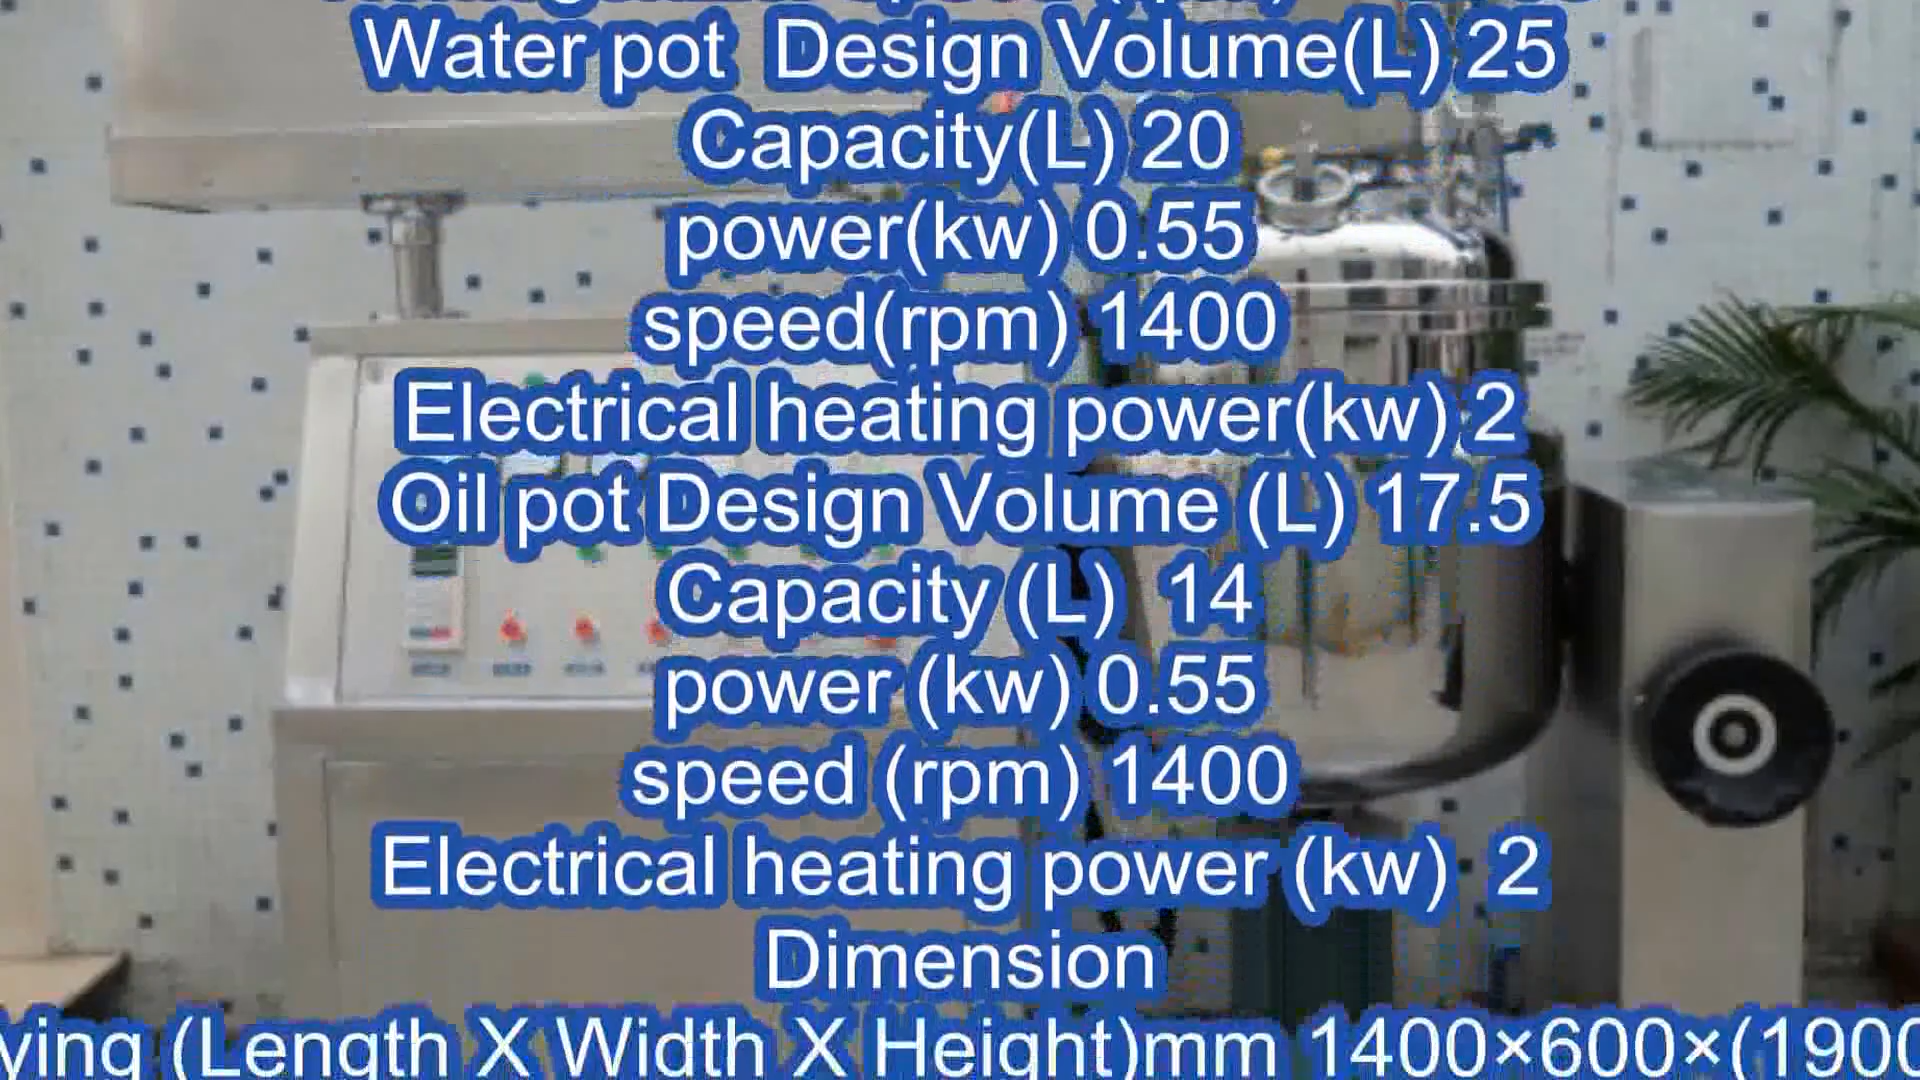 Water pot  Design Volume(L) 25
Capacity(L) 20
power(kw) 0.55
speed(rpm) 1400
Electrical heating power(kw) 2
Oil pot Design Volume (L) 17.5
Capacity (L)  14
power (kw) 0.55
speed (rpm) 1400
Electrical heating power (kw)  2
Dimension
(Length X Width X Height)mm 1400×600×(1900